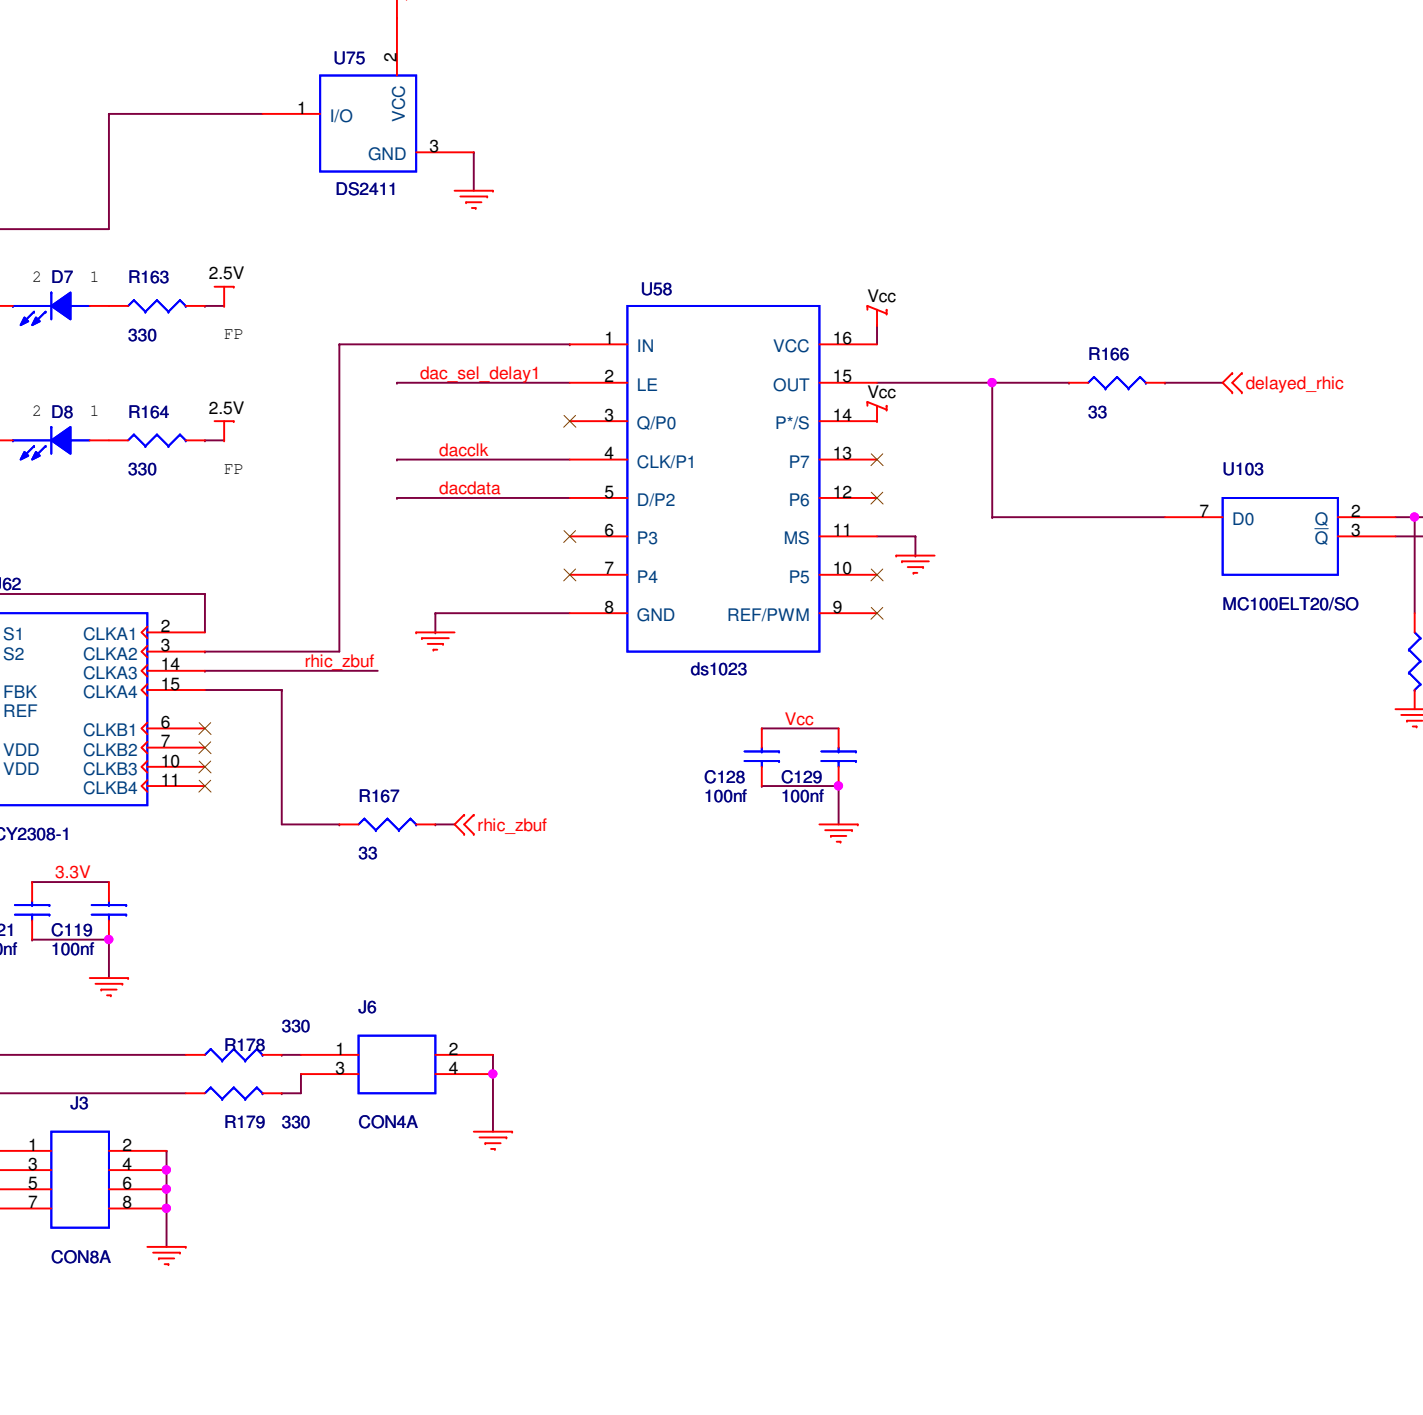 U75
2
1
I/O
VCC
GND
3
DS2411
2 D7 1 R163 2.5V
330 FP
2 D8 1 R164 2.5V
330 FP
U58
Vcc
1 IN VCC 16
dac_sel_delay1 2 LE OUT 15
Vcc
3 Q/P0 P*/S 14
dacclk 4 CLK/P1 P7 13
dacdata 5 D/P2 P6 12
6 P3 MS 11
7 P4 P5 10
8 GND REF/PWM 9
ds1023
R166
33
delayed_rhic
U103
7 D0 Q 2
Q 3
MC100ELT20/SO
S1 CLKA1 2
S2 CLKA2 3
CLKA3 14 rhic_zbuf
FBK CLKA4 15
REF
CLKB1 6
VDD CLKB2 7
VDD CLKB3 10
CLKB4 11
CY2308-1
R167
33
rhic_zbuf
Vcc
C128 C129
100nf 100nf
3.3V
C119
100nf
J6
R178 330
1 2
3 4
R179 330
CON4A
J3
1 2
3 4
5 6
7 8
CON8A